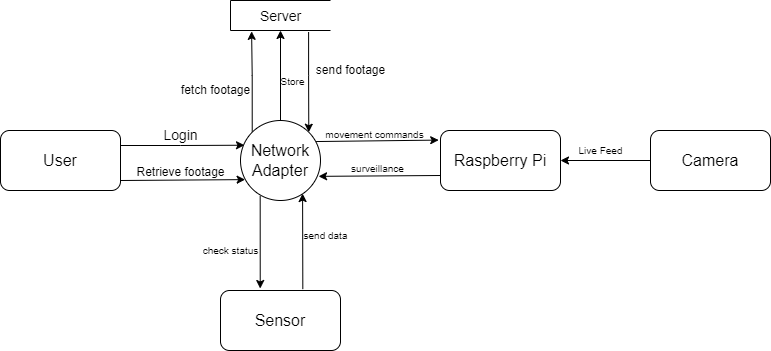 Server
fetch footage
Store
send footage
User
Login
Retrieve footage
Network
Adapter
movement commands
surveillance
Raspberry Pi
Live Feed
Camera
check status
send data
Sensor